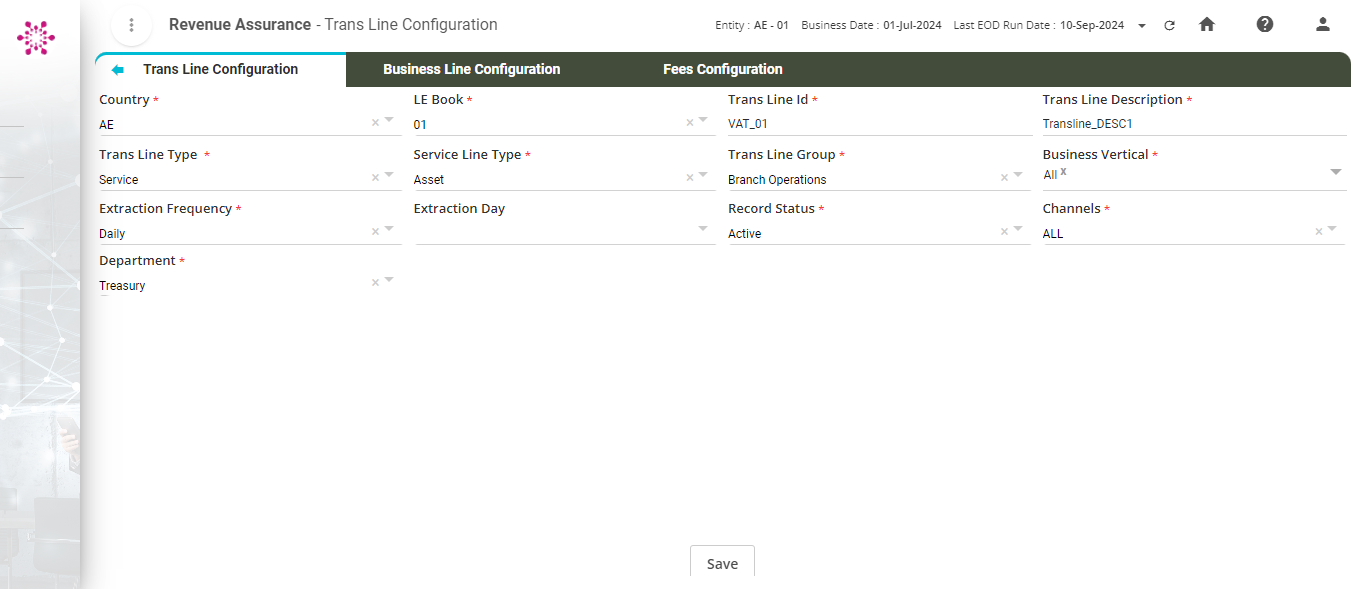 Revenue Assurance - Trans Line Configuration
Entity : AE - 01 Business Date : 01-Jul-2024 Last EOD Run Date : 10-Sep-2024
Trans Line Configuration Business Line Configuration Fees Configuration
Country * LE Book * Trans Line Id * Trans Line Description *
AE × 01 × VAT_01 Transline_DESC1
Trans Line Type * Service Line Type * Trans Line Group * Business Vertical *
Service × Asset × Branch Operations × All x
Extraction Frequency * Extraction Day Record Status * Channels *
Daily × Active × ALL ×
Department *
Treasury ×
Save